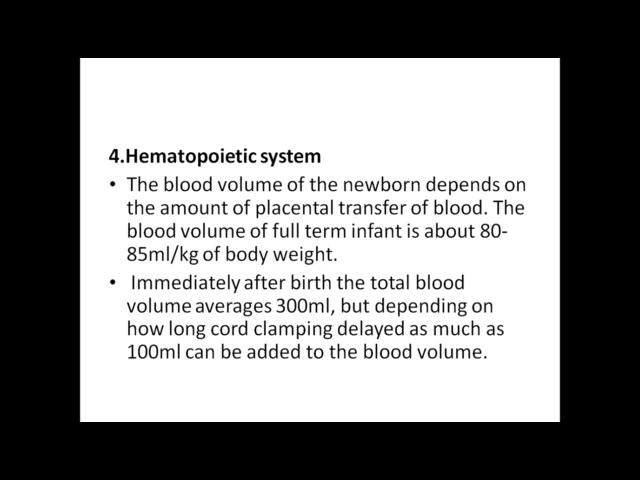 4.Hematopoietic system
• The blood volume of the newborn depends on
the amount of placental transfer of blood. The
blood volume of full term infant is about 80-
85ml/kg of body weight.
• Immediately after birth the total blood
volume averages 300ml, but depending on
how long cord clamping delayed as much as
100ml can be added to the blood volume.